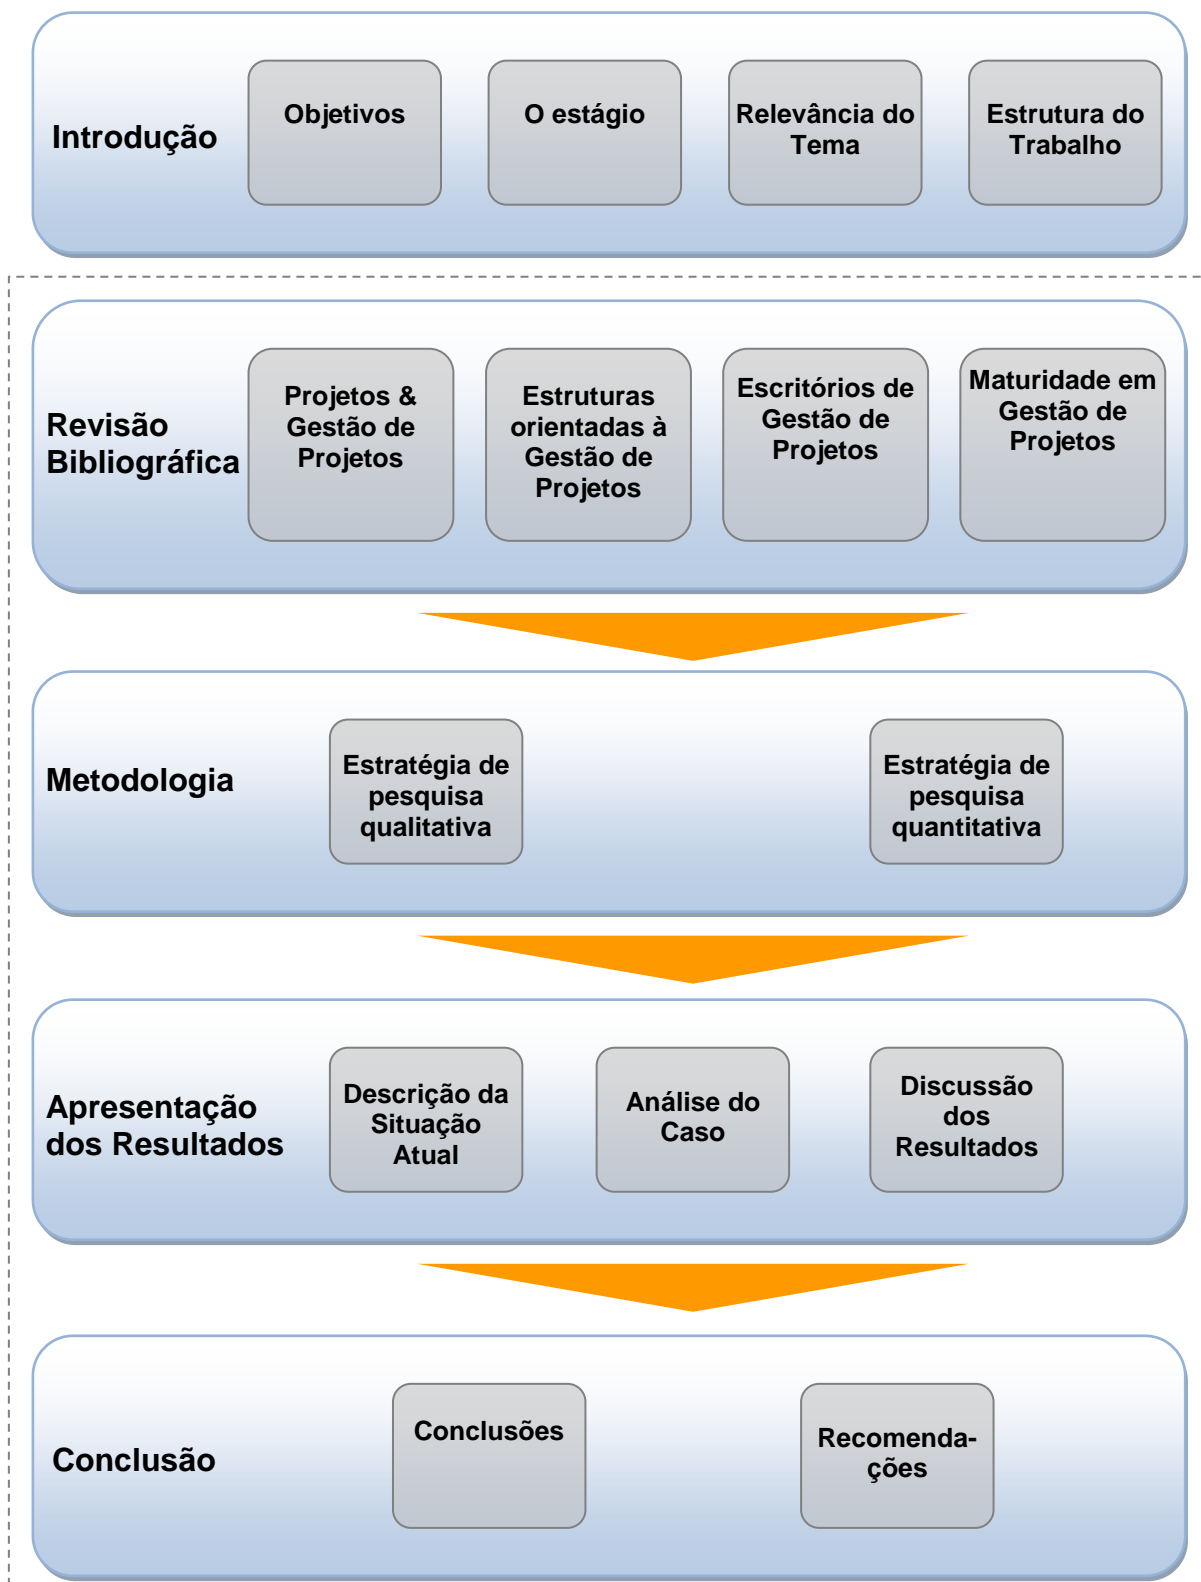 Introdução
Objetivos
O estágio
Relevância do
Tema
Estrutura do
Trabalho
Revisão
Bibliográfica
Projetos &
Gestão de
Projetos
Estruturas
orientadas à
Gestão de
Projetos
Escritórios de
Gestão de
Projetos
Maturidade em
Gestão de
Projetos
Metodologia
Estratégia de
pesquisa
qualitativa
Estratégia de
pesquisa
quantitativa
Apresentação
dos Resultados
Descrição da
Situação
Atual
Análise do
Caso
Discussão
dos
Resultados
Conclusão
Conclusões
Recomenda-
ções